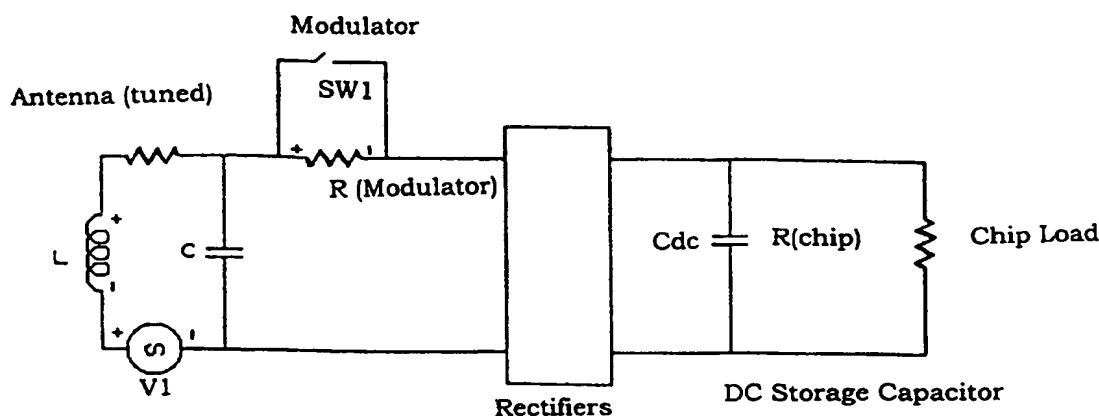 Modulator
Antenna (tuned)
SW1
+ -
R (Modulator)
+
L
-
C
Cdc
R(chip)
Chip Load
+ -
S
V1
Rectifiers
DC Storage Capacitor